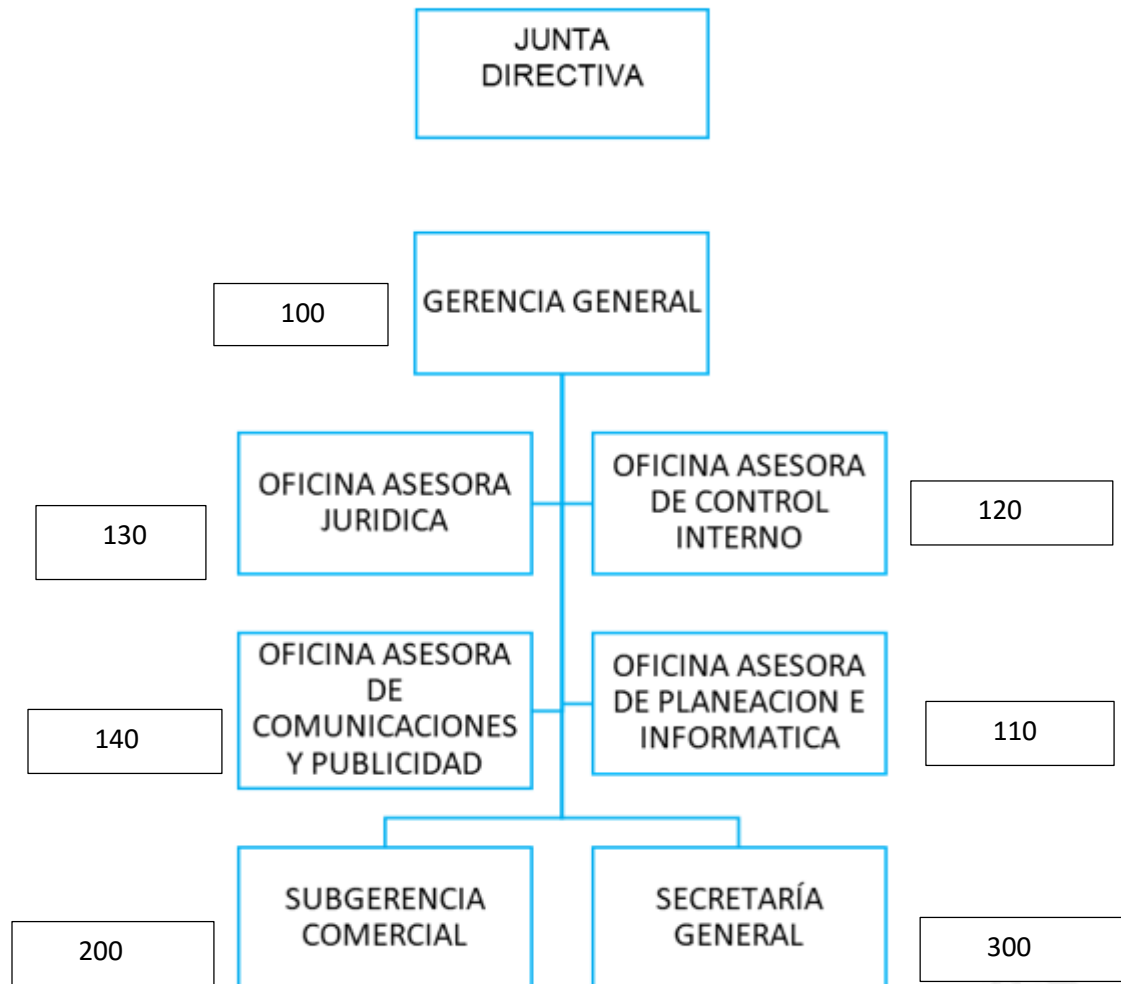 JUNTA
DIRECTIVA
GERENCIA GENERAL
100
OFICINA ASESORA
JURIDICA
130
OFICINA ASESORA
DE CONTROL
INTERNO
120
OFICINA ASESORA
DE
COMUNICACIONES
Y PUBLICIDAD
140
OFICINA ASESORA
DE PLANEACION E
INFORMATICA
110
SUBGERENCIA
COMERCIAL
200
SECRETARÍA
GENERAL
300